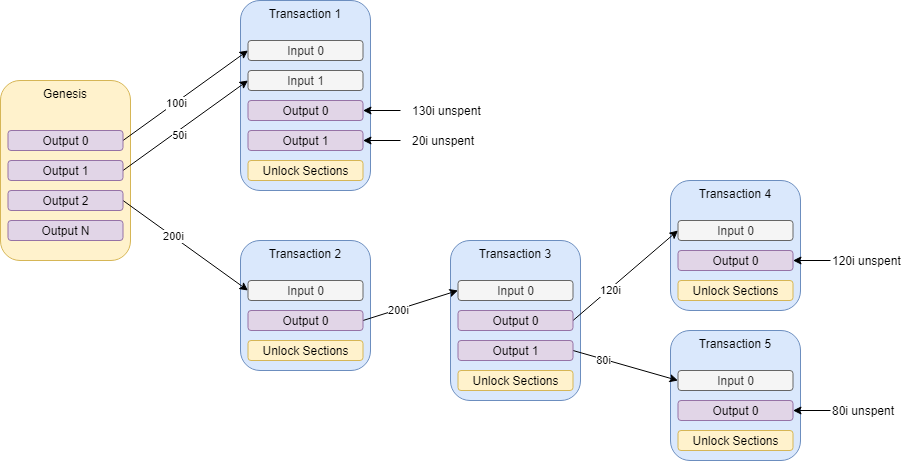 Genesis
Output 0
Output 1
Output 2
Output N
100i
50i
200i
Transaction 1
Input 0
Input 1
Output 0
130i unspent
Output 1
20i unspent
Unlock Sections
Transaction 2
Input 0
Output 0
Unlock Sections
200i
Transaction 3
Input 0
Output 0
Output 1
Unlock Sections
120i
80i
Transaction 4
Input 0
Output 0
120i unspent
Unlock Sections
Transaction 5
Input 0
Output 0
80i unspent
Unlock Sections